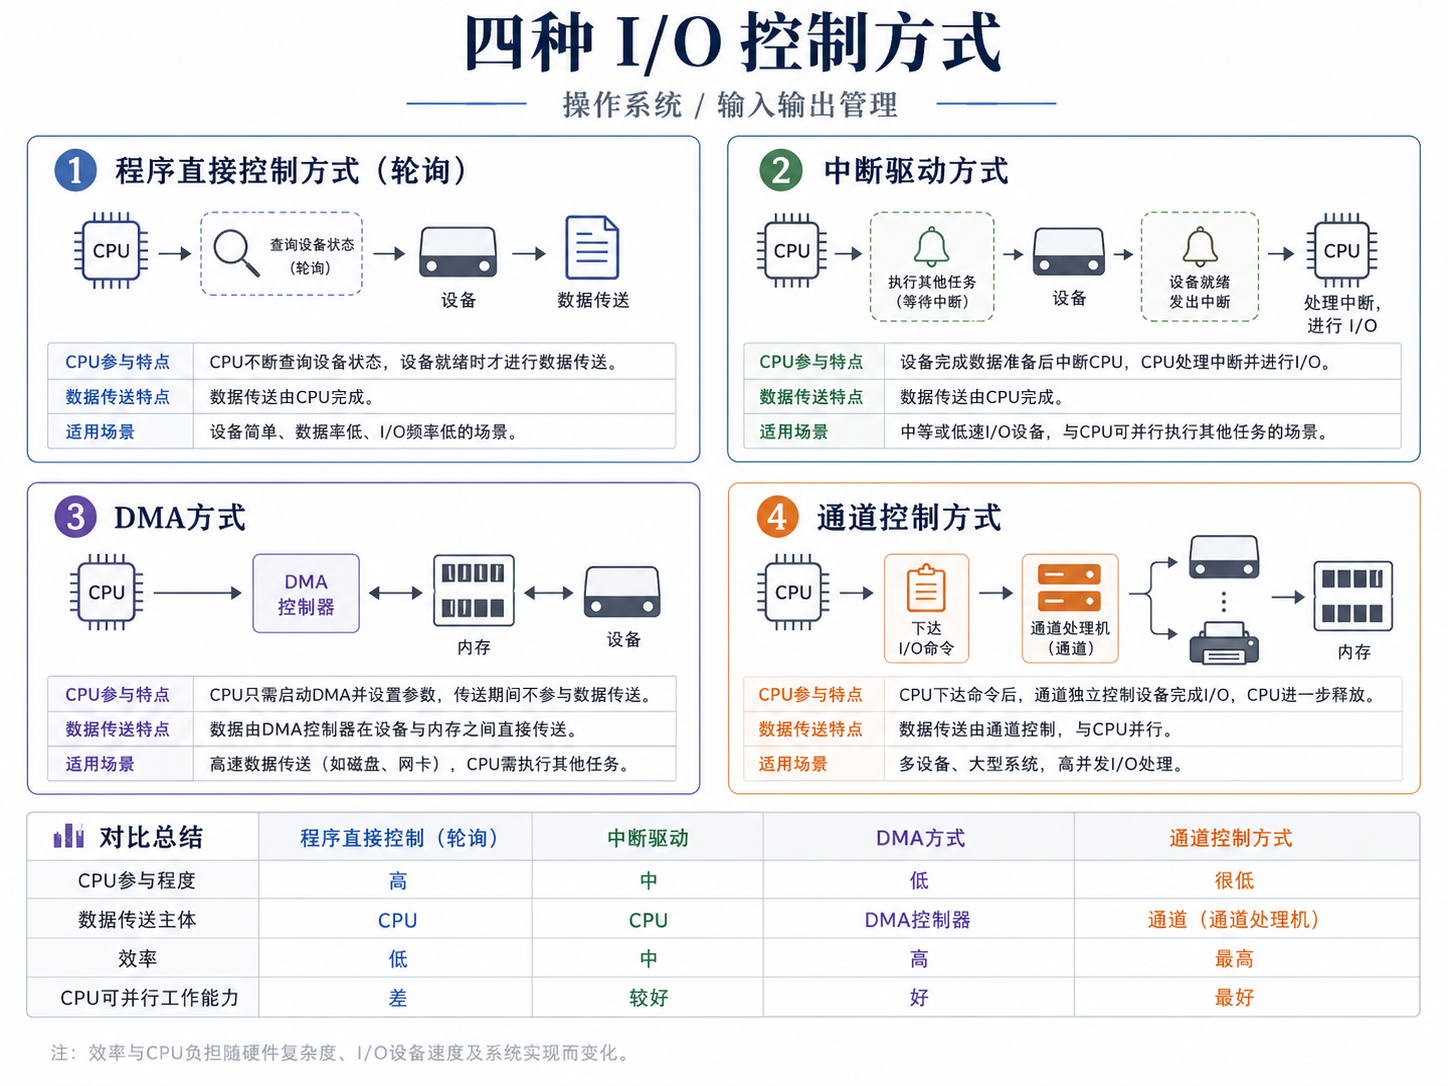 四种 I/O 控制方式
操作系统 / 输入输出管理
1 程序直接控制方式（轮询）
CPU
查询设备状态
（轮询）
设备
数据传送
CPU参与特点 CPU不断查询设备状态，设备就绪时才进行数据传送。
数据传送特点 数据传送由CPU完成。
适用场景 设备简单、数据率低、I/O频率低的场景。
2 中断驱动方式
CPU
执行其他任务
（等待中断）
设备
设备就绪
发出中断
CPU
处理中断，
进行 I/O
CPU参与特点 设备完成数据准备后中断CPU，CPU处理中断并进行I/O。
数据传送特点 数据传送由CPU完成。
适用场景 中等或低速I/O设备，与CPU可并行执行其他任务的场景。
3 DMA方式
CPU
DMA
控制器
内存
设备
CPU参与特点 CPU只需启动DMA并设置参数，传送期间不参与数据传送。
数据传送特点 数据由DMA控制器在设备与内存之间直接传送。
适用场景 高速数据传送（如磁盘、网卡），CPU需执行其他任务。
4 通道控制方式
CPU
下达
I/O命令
通道处理机
（通道）
内存
CPU参与特点 CPU下达命令后，通道独立控制设备完成I/O，CPU进一步释放。
数据传送特点 数据传送由通道控制，与CPU并行。
适用场景 多设备、大型系统，高并发I/O处理。
对比总结 程序直接控制（轮询） 中断驱动 DMA方式 通道控制方式
CPU参与程度 高 中 低 很低
数据传送主体 CPU CPU DMA控制器 通道（通道处理机）
效率 低 中 高 最高
CPU可并行工作能力 差 较好 好 最好
注：效率与CPU负担随硬件复杂度、I/O设备速度及系统实现而变化。